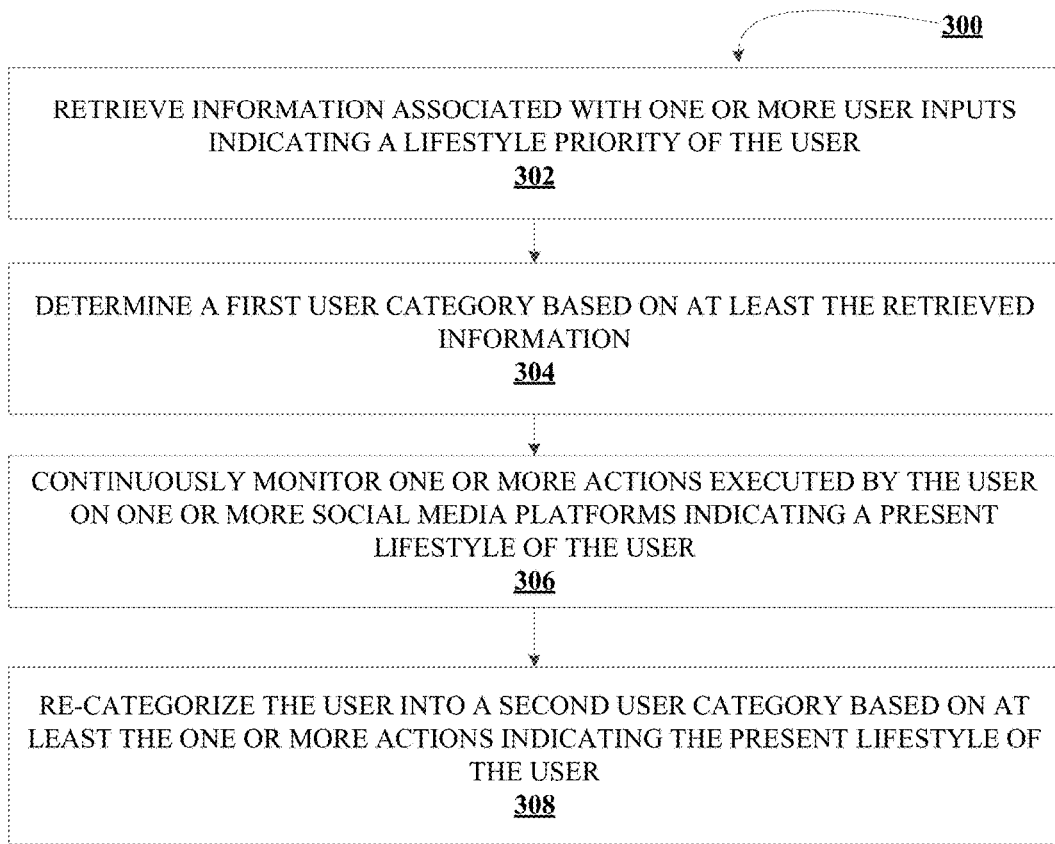 300
RETRIEVE INFORMATION ASSOCIATED WITH ONE OR MORE USER INPUTS
INDICATING A LIFESTYLE PRIORITY OF THE USER
302
DETERMINE A FIRST USER CATEGORY BASED ON AT LEAST THE RETRIEVED
INFORMATION
304
CONTINUOUSLY MONITOR ONE OR MORE ACTIONS EXECUTED BY THE USER
ON ONE OR MORE SOCIAL MEDIA PLATFORMS INDICATING A PRESENT
LIFESTYLE OF THE USER
306
RE-CATEGORIZE THE USER INTO A SECOND USER CATEGORY BASED ON AT
LEAST THE ONE OR MORE ACTIONS INDICATING THE PRESENT LIFESTYLE OF
THE USER
308